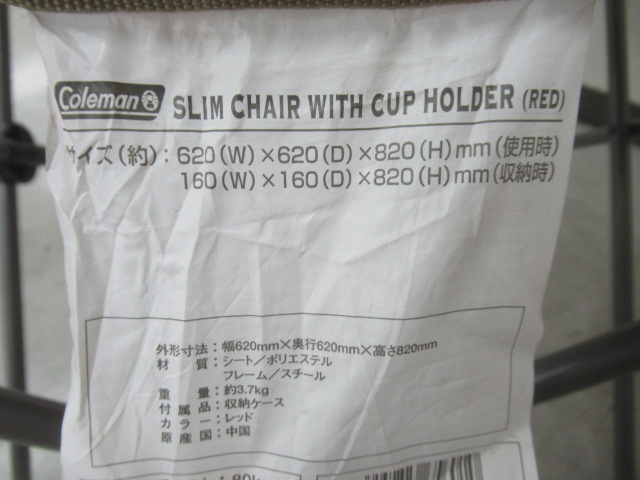 Coleman SLIM CHAIR WITH CUP HOLDER (RED)
サイズ(約):620(W)×620(D)×820(H)mm(使用時)
160(W)×160(D)×820(H)mm(収納時)
外形寸法:幅620mm×奥行620mm×高さ820mm
材質:シート/ポリエステル
フレーム/スチール
重量:約3.7kg
付属品:収納ケース
カラー:レッド
原産国:中国